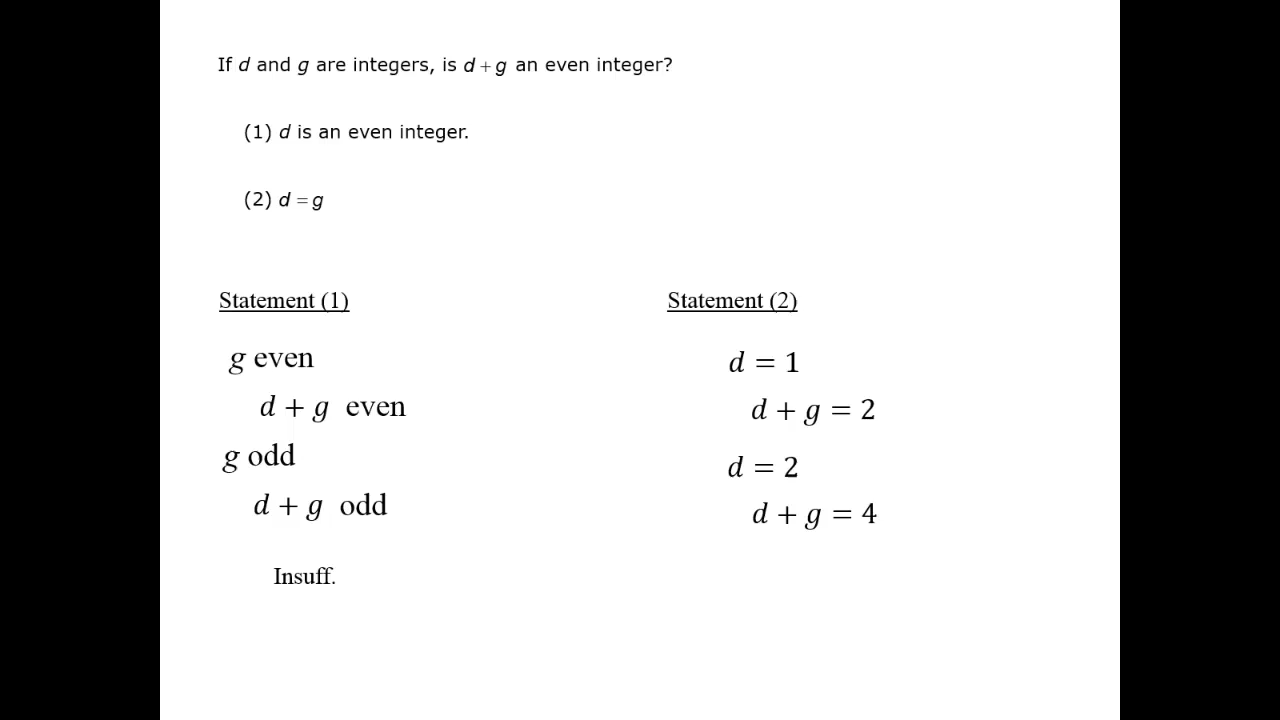 If d and g are integers, is d + g an even integer?
(1) d is an even integer.
(2) d = g
Statement (1)
g even
d + g even
g odd
d + g odd
Insuff.
Statement (2)
d = 1
d + g = 2
d = 2
d + g = 4